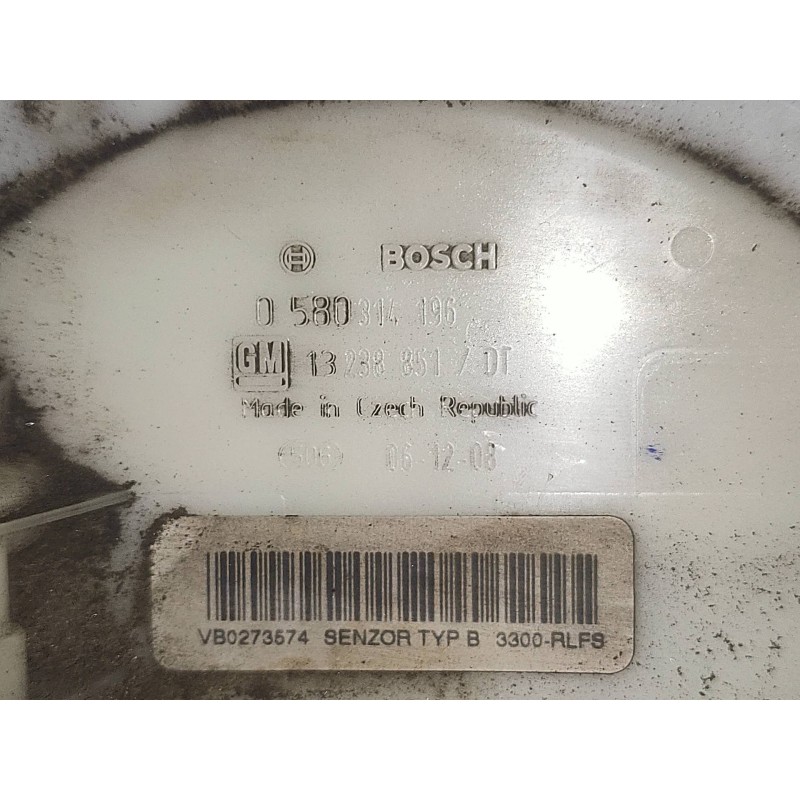 BOSCH
0 580 314 196
GM 13 238 851 / DT
Made in Czech Republic
(506) 06-12-08
VB0273574 SENZOR TYP B 3300-RLFS